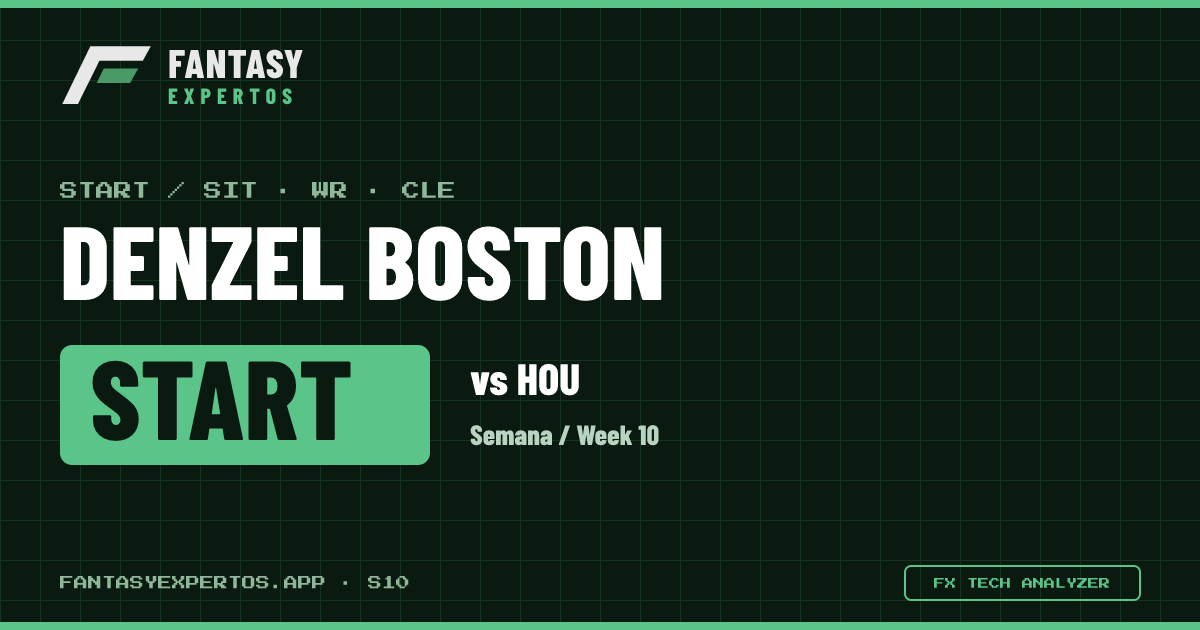 FANTASY
EXPERTOS
START / SIT · WR · CLE
DENZEL BOSTON
START
vs HOU
Semana / Week 10
FANTASYEXPERTOS.APP · S10
FX TECH ANALYZER